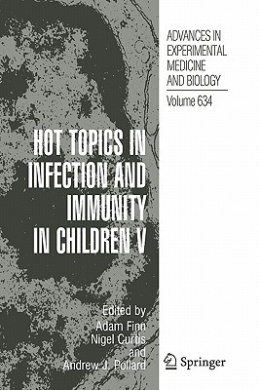 ADVANCES IN
EXPERIMENTAL
MEDICINE
AND BIOLOGY
Volume 634
HOT TOPICS IN
INFECTION AND
IMMUNITY
IN CHILDREN V
Edited by
Adam Finn
Nigel Curtis
and
Andrew J. Pollard
Springer